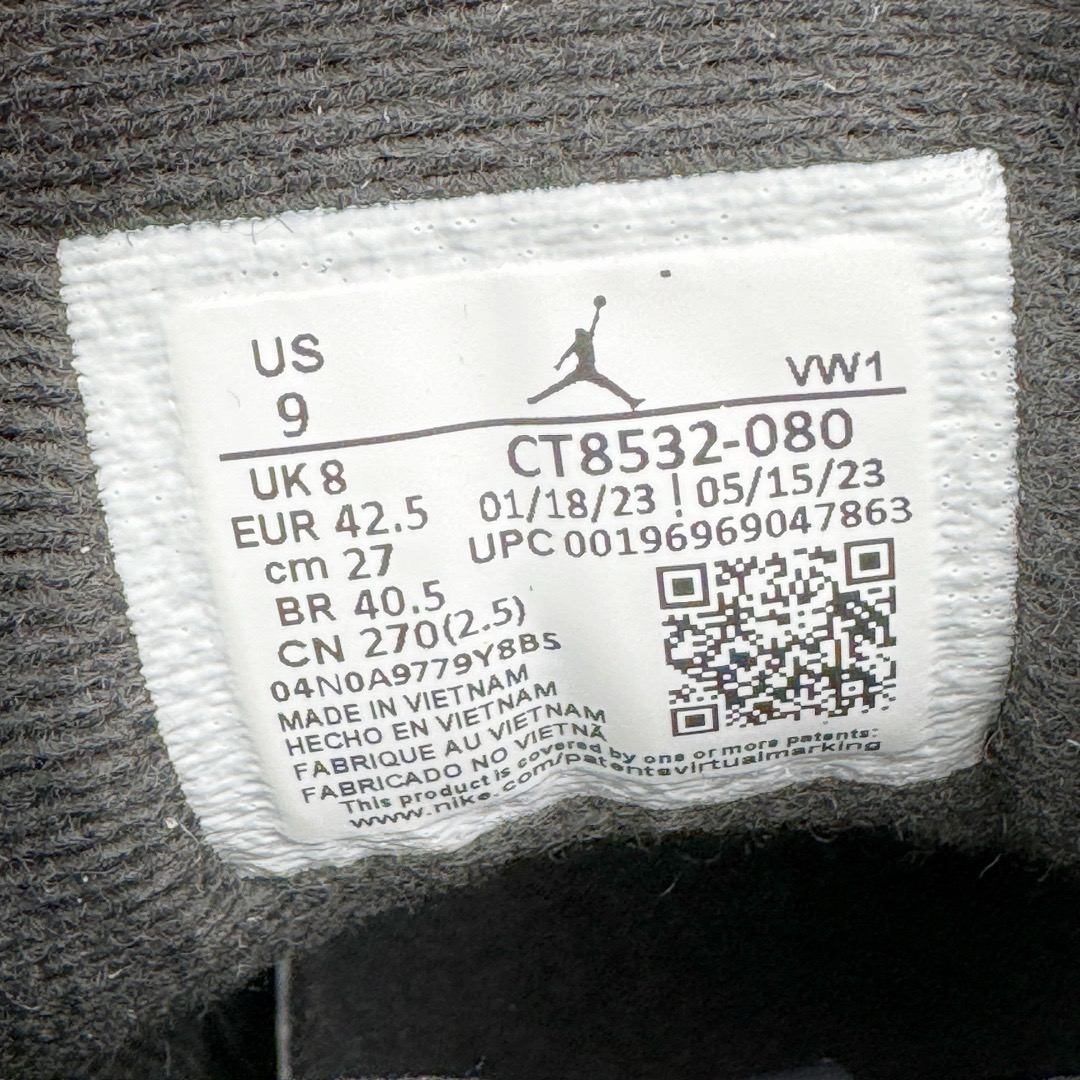 US
9
VW1
UK 8
EUR 42.5
cm 27
BR 40.5
CN 270(2.5)
CT8532-080
01/18/23 ! 05/15/23
UPC 00196969047863
04N0A9779Y8B5
MADE IN VIETNAM
HECHO EN VIETNAM
FABRIQUE AU VIETNAM
FABRICADO NO VIETNÃ
This product is covered by one or more patents:
www.nike.com/patentsvirtualmarking